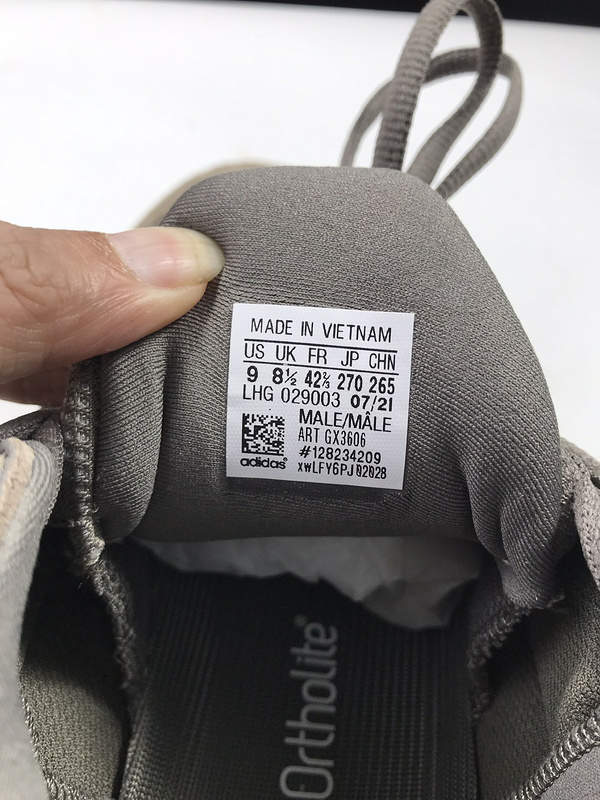 MADE IN VIETNAM
US UK FR JP CHN
9 8½ 42⅔ 270 265
LHG 029003 07/21
MALE/MÂLE
ART GX3606
#128234209
adidas® xwLFY6PJ02028
Ortholite®